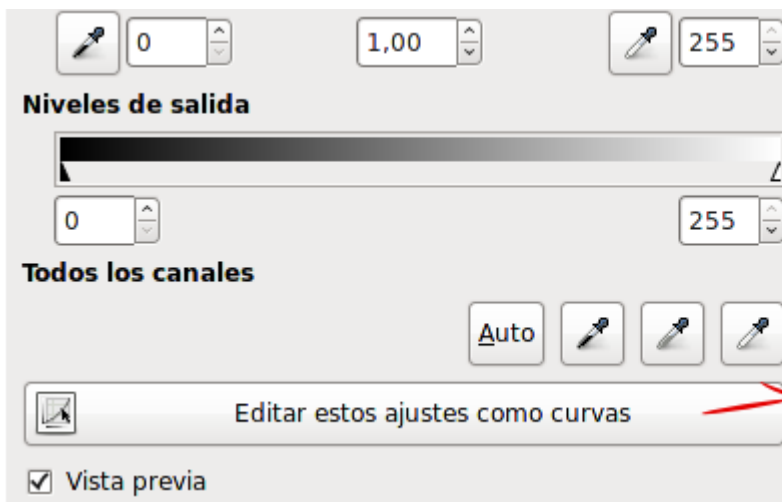 0 1,00 255
Niveles de salida
0 255
Todos los canales
Auto
Editar estos ajustes como curvas
Vista previa